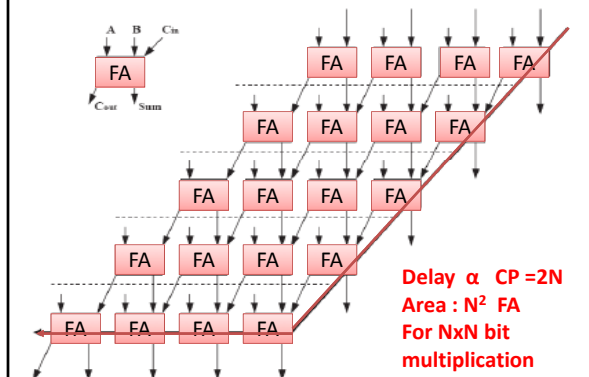 A B Cin
FA
Cout Sum
FA FA FA FA
FA FA FA FA
FA FA FA FA
FA FA FA FA
FA FA FA FA
Delay α CP =2N
Area : N² FA
For NxN bit
multiplication